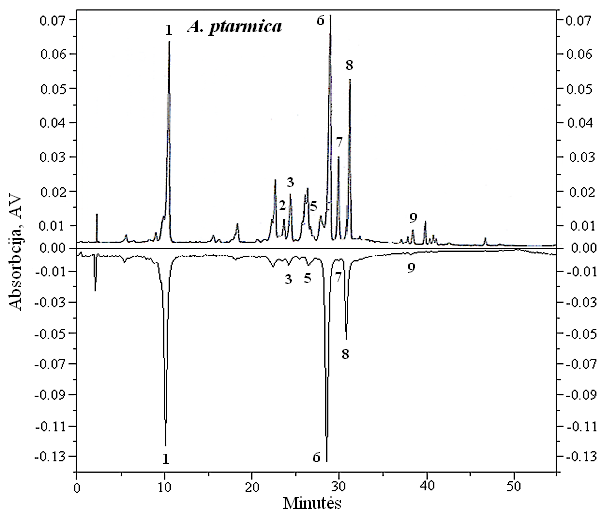 A. ptarmica
Absorbcija, AV
0.07 0.07
0.06 0.06
0.05 0.05
0.04 0.04
0.03 0.03
0.02 0.02
0.01 0.01
0.00 0.00
-0.01 -0.01
-0.03 -0.03
-0.05 -0.05
-0.07 -0.07
-0.09 -0.09
-0.11 -0.11
-0.13 -0.13
1 2 3 5 6 7 8 9
1 3 5 6 7 8 9
0 10 20 30 40 50
Minutės